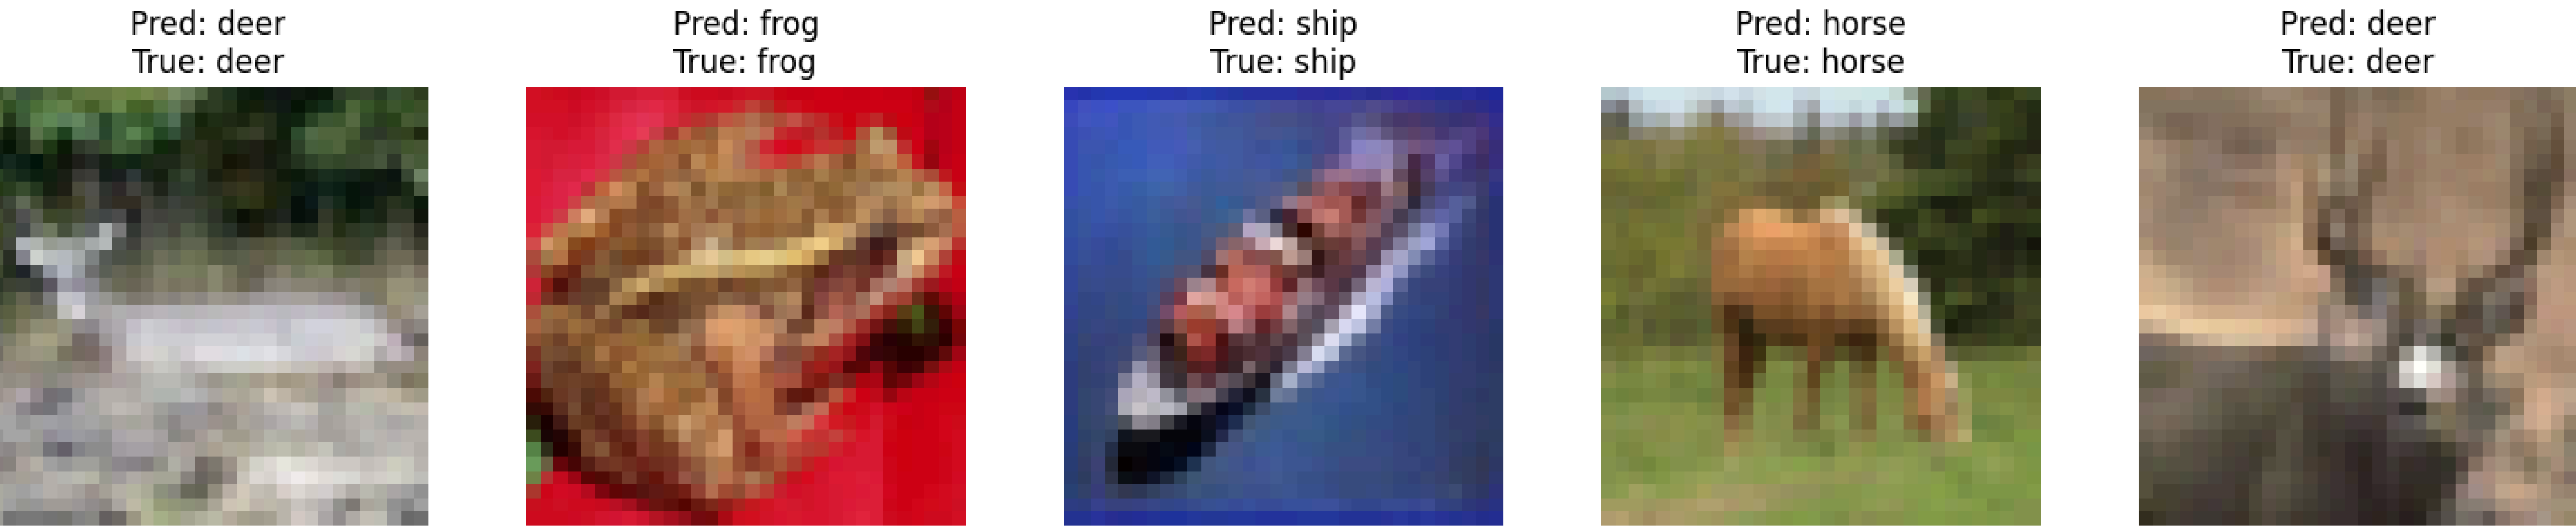 Pred: deer
True: deer
Pred: frog
True: frog
Pred: ship
True: ship
Pred: horse
True: horse
Pred: deer
True: deer